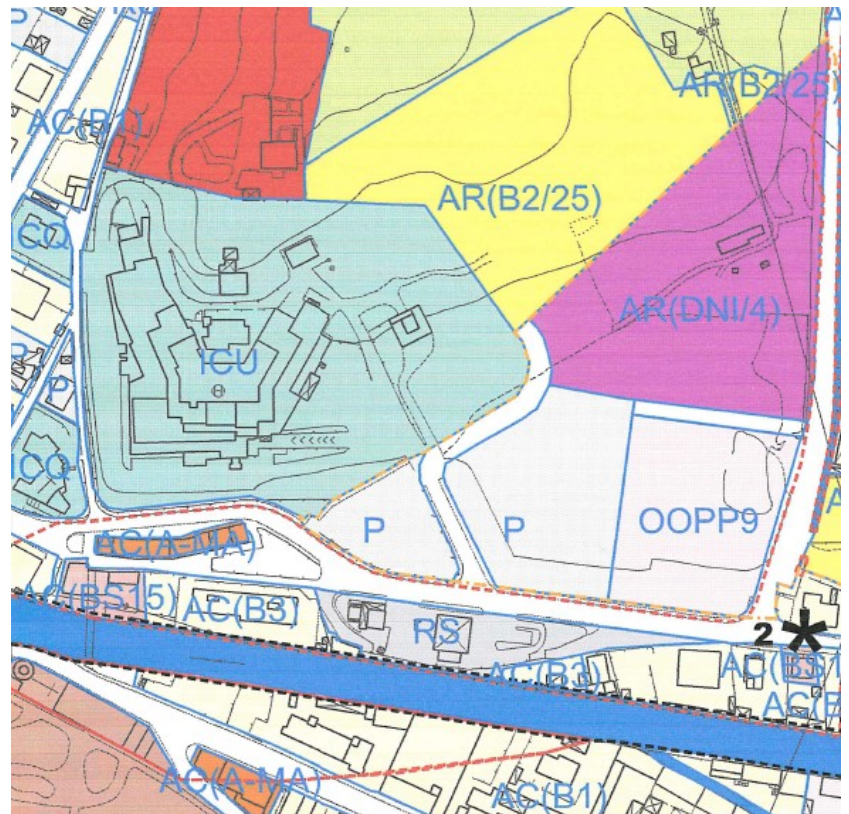 P
AC(B1)
AR(B2/25)
ICO
AR(B2/25)
AR(DNI/4)
ICU
P
P
ICO
P
P
OOPP9
AC(A-MA)
AC(BS15)
AC(B3)
RS
2
AC(B3)
AC(A-MA)
AC(B1)